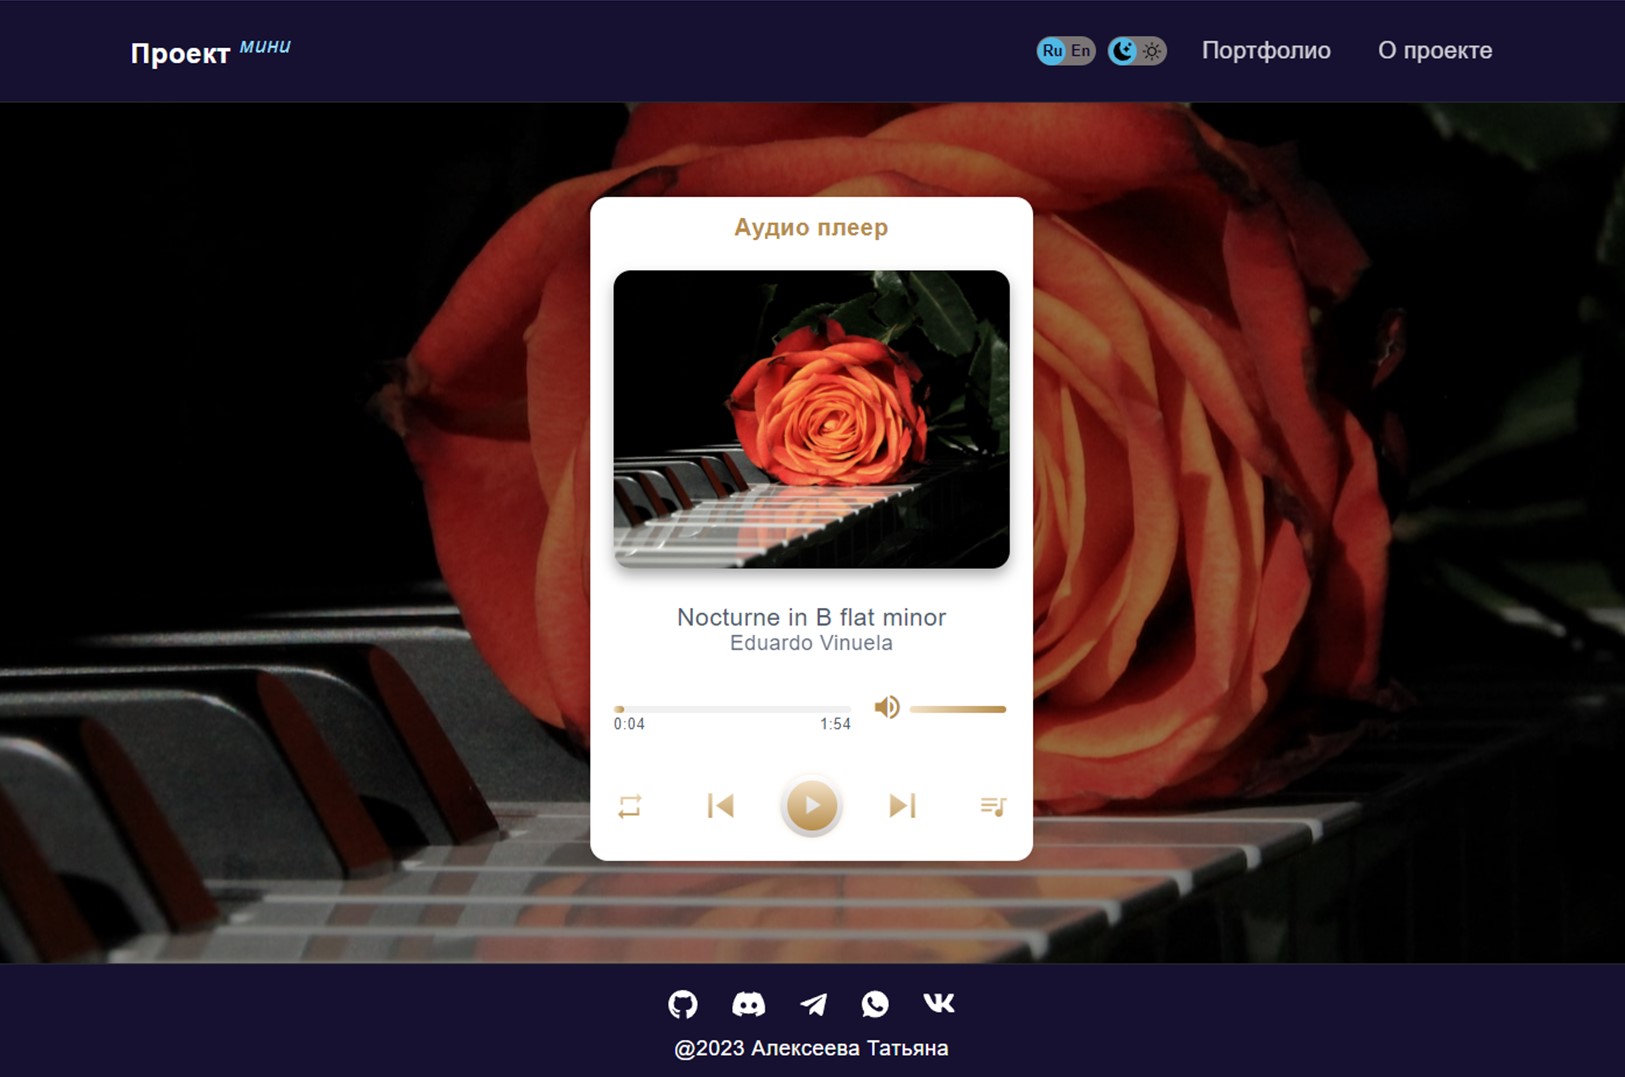 Проект мини
Ru En
Портфолио
О проекте
Аудио плеер
Nocturne in B flat minor
Eduardo Vinuela
0:04
1:54
@2023 Алексеева Татьяна